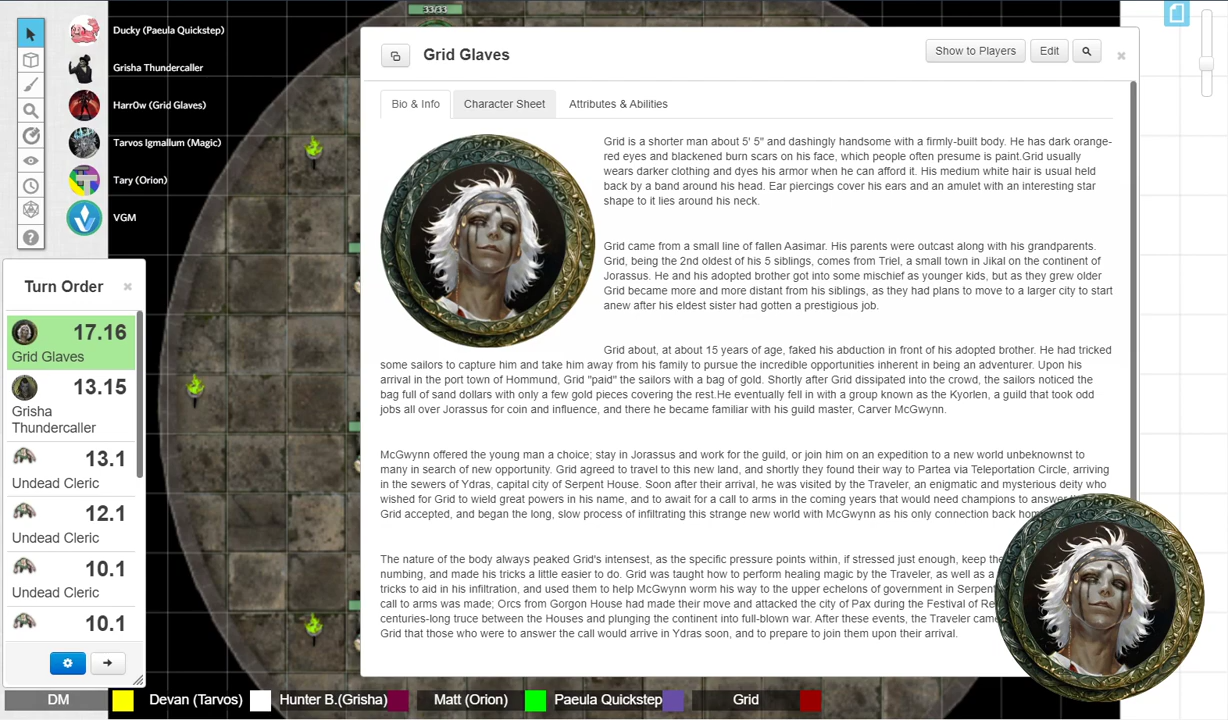 33/33
Ducky (Paeula Quickstep)
Grisha Thundercaller
Harr0w (Grid Glaves)
Tarvos Igmallum (Magic)
Tary (Orion)
VGM
Turn Order
17.16
Grid Glaves
13.15
Grisha
Thundercaller
13.1
Undead Cleric
12.1
Undead Cleric
10.1
Undead Cleric
10.1
Grid Glaves
Show to Players
Edit
Bio & Info
Character Sheet
Attributes & Abilities
Grid is a shorter man about 5' 5" and dashingly handsome with a firmly-built body. He has dark orange-
red eyes and blackened burn scars on his face, which people often presume is paint.Grid usually
wears darker clothing and dyes his armor when he can afford it. His medium white hair is usual held
back by a band around his head. Ear piercings cover his ears and an amulet with an interesting star
shape to it lies around his neck.
Grid came from a small line of fallen Aasimar. His parents were outcast along with his grandparents.
Grid, being the 2nd oldest of his 5 siblings, comes from Triel, a small town in Jikal on the continent of
Jorassus. He and his adopted brother got into some mischief as younger kids, but as they grew older
Grid became more and more distant from his siblings, as they had plans to move to a larger city to start
anew after his eldest sister had gotten a prestigious job.
Grid about, at about 15 years of age, faked his abduction in front of his adopted brother. He had tricked
some sailors to capture him and take him away from his family to pursue the incredible opportunities inherent in being an adventurer. Upon his
arrival in the port town of Hommund, Grid "paid" the sailors with a bag of gold. Shortly after Grid dissipated into the crowd, the sailors noticed the
bag full of sand dollars with only a few gold pieces covering the rest.He eventually fell in with a group known as the Kyorlen, a guild that took odd
jobs all over Jorassus for coin and influence, and there he became familiar with his guild master, Carver McGwynn.
McGwynn offered the young man a choice; stay in Jorassus and work for the guild, or join him on an expedition to a new world unbeknownst to
many in search of new opportunity. Grid agreed to travel to this new land, and shortly they found their way to Partea via Teleportation Circle, arriving
in the sewers of Ydras, capital city of Serpent House. Soon after their arrival, he was visited by the Traveler, an enigmatic and mysterious deity who
wished for Grid to wield great powers in his name, and to await for a call to arms in the coming years that would need champions to answer
Grid accepted, and began the long, slow process of infiltrating this strange new world with McGwynn as his only connection back
The nature of the body always peaked Grid's intensest, as the specific pressure points within, if stressed just enough, keep
numbing, and made his tricks a little easier to do. Grid was taught how to perform healing magic by the Traveler, as well as a
tricks to aid in his infiltration, and used them to help McGwynn worm his way to the upper echelons of government in
call to arms was made; Orcs from Gorgon House had made their move and attacked the city of Pax during the Festival of
centuries-long truce between the Houses and plunging the continent into full-blown war. After these events, the Traveler
Grid that those who were to answer the call would arrive in Ydras soon, and to prepare to join them upon their arrival.
DM
Devan (Tarvos)
Hunter B.(Grisha)
Matt (Orion)
Paeula Quickstep
Grid